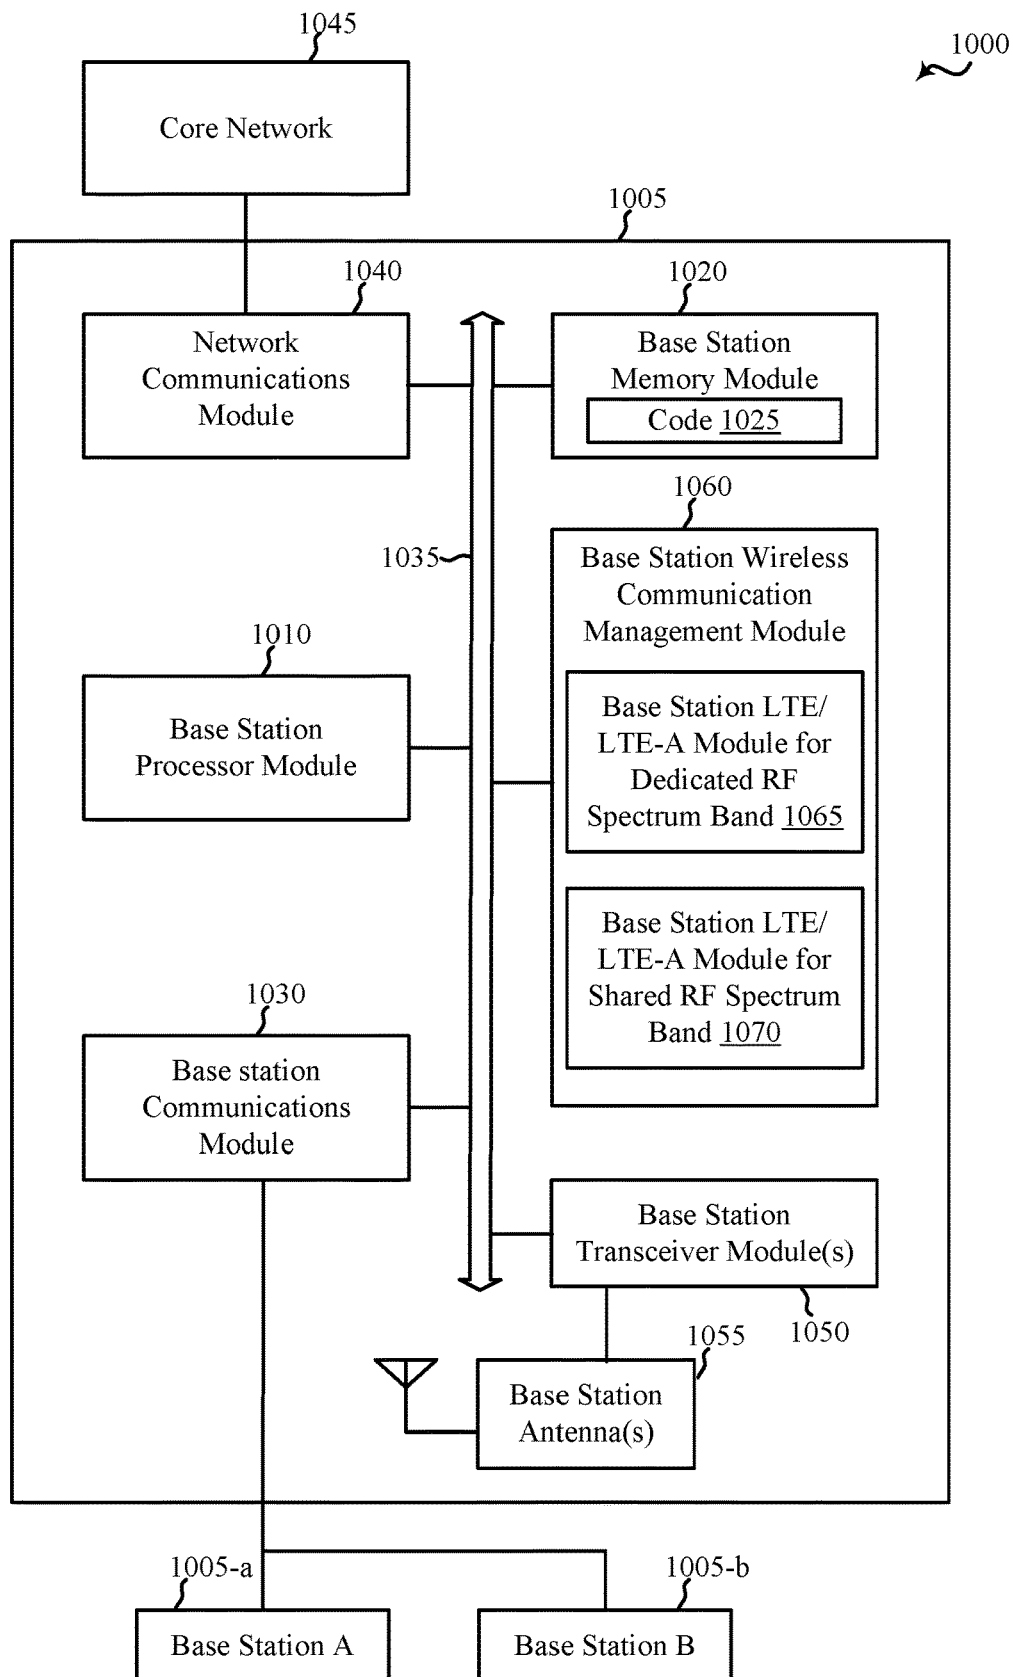 1045
1000
Core Network
1005
1040
1020
Network
Communications
Module
Base Station
Memory Module
Code 1025
1060
1035
Base Station Wireless
Communication
Management Module
1010
Base Station
Processor Module
Base Station LTE/
LTE-A Module for
Dedicated RF
Spectrum Band 1065
Base Station LTE/
LTE-A Module for
Shared RF Spectrum
Band 1070
1030
Base station
Communications
Module
Base Station
Transceiver Module(s)
1050
1055
Base Station
Antenna(s)
1005-a
1005-b
Base Station A
Base Station B